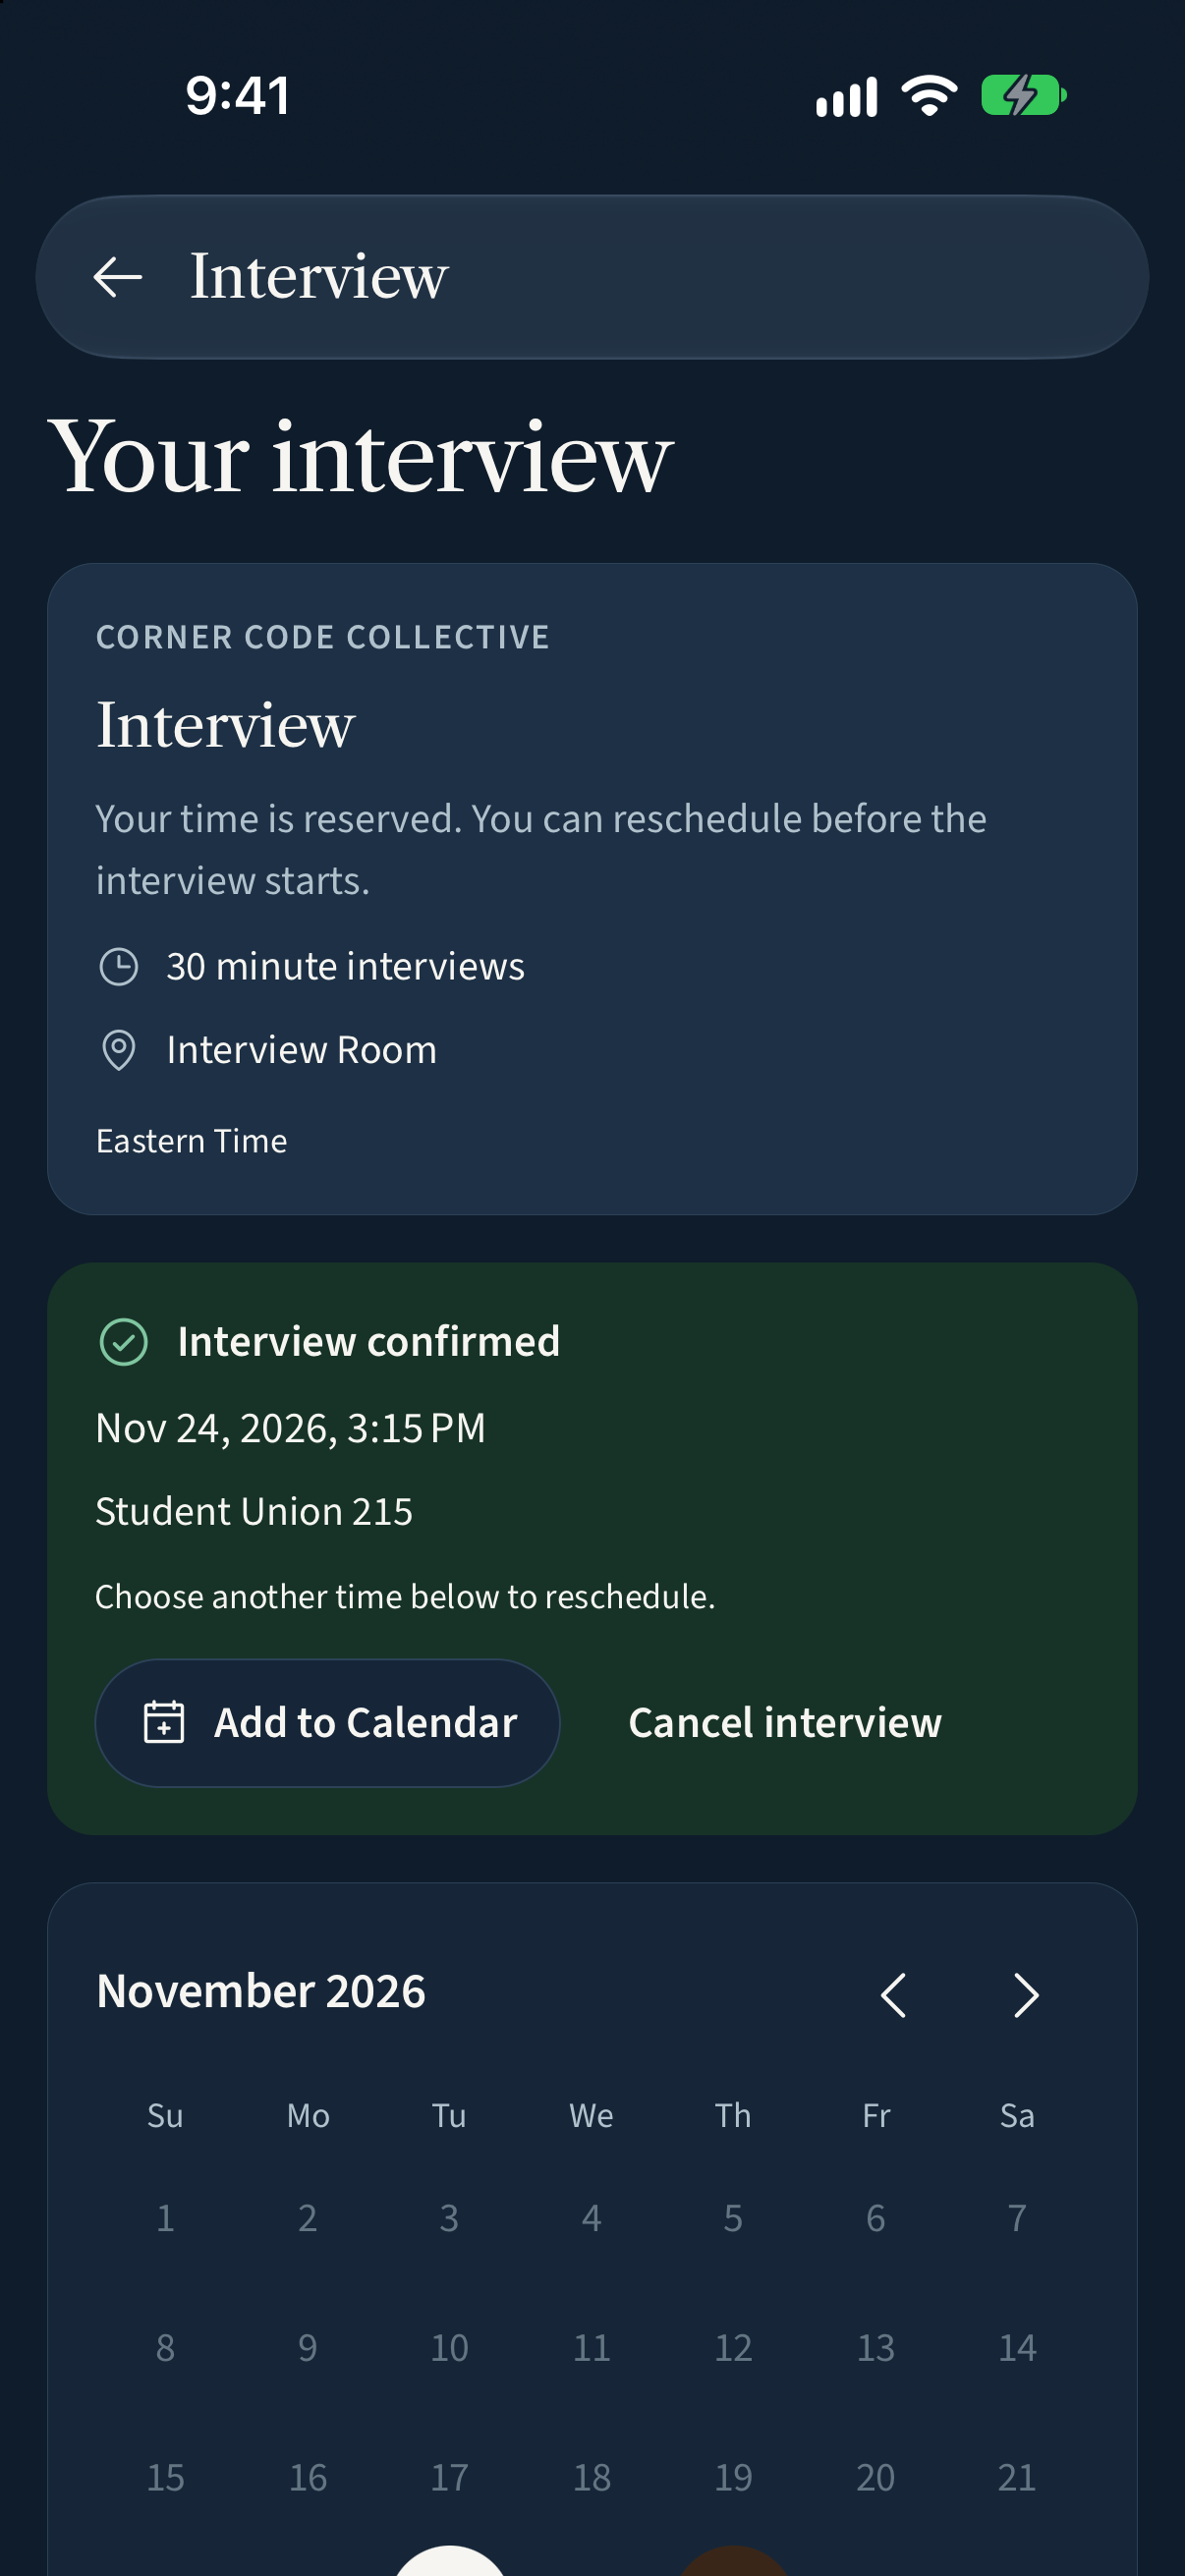 9:41
Interview
Your interview
CORNER CODE COLLECTIVE
Interview
Your time is reserved. You can reschedule before the
interview starts.
30 minute interviews
Interview Room
Eastern Time
Interview confirmed
Nov 24, 2026, 3:15 PM
Student Union 215
Choose another time below to reschedule.
Add to Calendar Cancel interview
November 2026
Su Mo Tu We Th Fr Sa
1 2 3 4 5 6 7
8 9 10 11 12 13 14
15 16 17 18 19 20 21